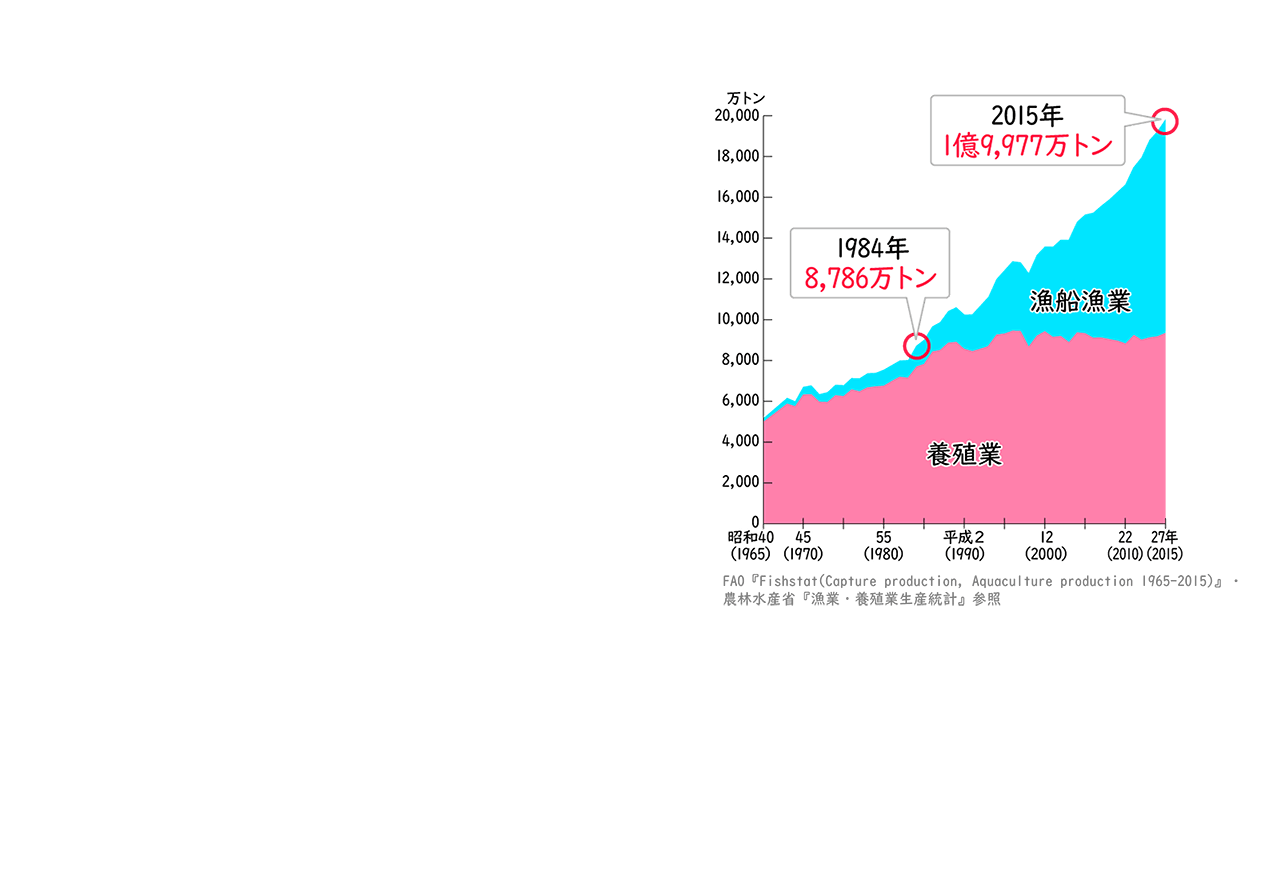 万トン
20,000
18,000
16,000
14,000
12,000
10,000
8,000
6,000
4,000
2,000
0
2015年
1億9,977万トン
1984年
8,786万トン
漁船漁業
養殖業
昭和40 45 55 平成2 12 22 27年
(1965) (1970) (1980) (1990) (2000) (2010) (2015)
FAO『Fishstat(Capture production, Aquaculture production 1965-2015)』・
農林水産省『漁業・養殖業生産統計』参照